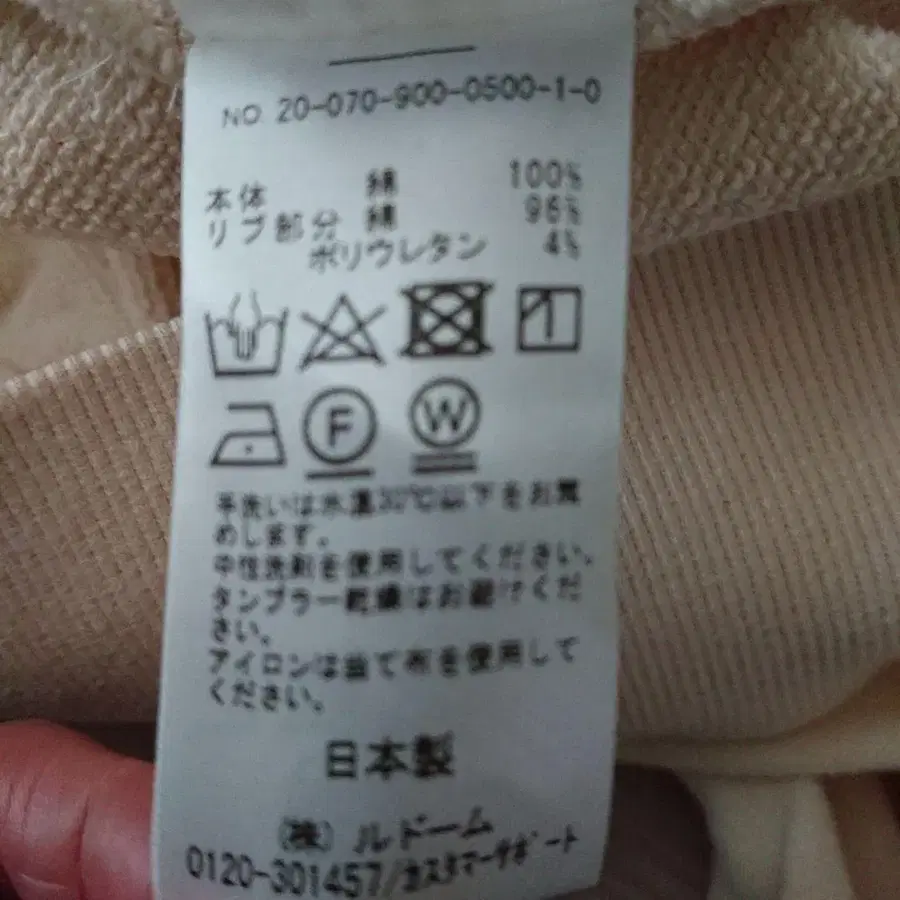 NO 20-070-900-0500-1-0
本体 綿 100%
リブ部分 綿 96%
ポリウレタン 4%
F W
手洗いは水温30℃以下をお薦
めします。
中性洗剤を使用してください。
タンブラー乾燥はお避けくだ
さい。
アイロンは当て布を使用して
ください。
日本製
(株)ルドーム
0120-301457/カスタマーサポート